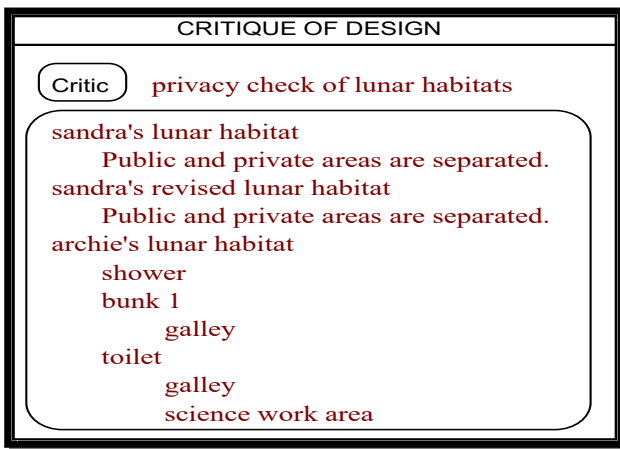 CRITIQUE OF DESIGN
Critic privacy check of lunar habitats
sandra's lunar habitat
Public and private areas are separated.
sandra's revised lunar habitat
Public and private areas are separated.
archie's lunar habitat
shower
bunk 1
galley
toilet
galley
science work area